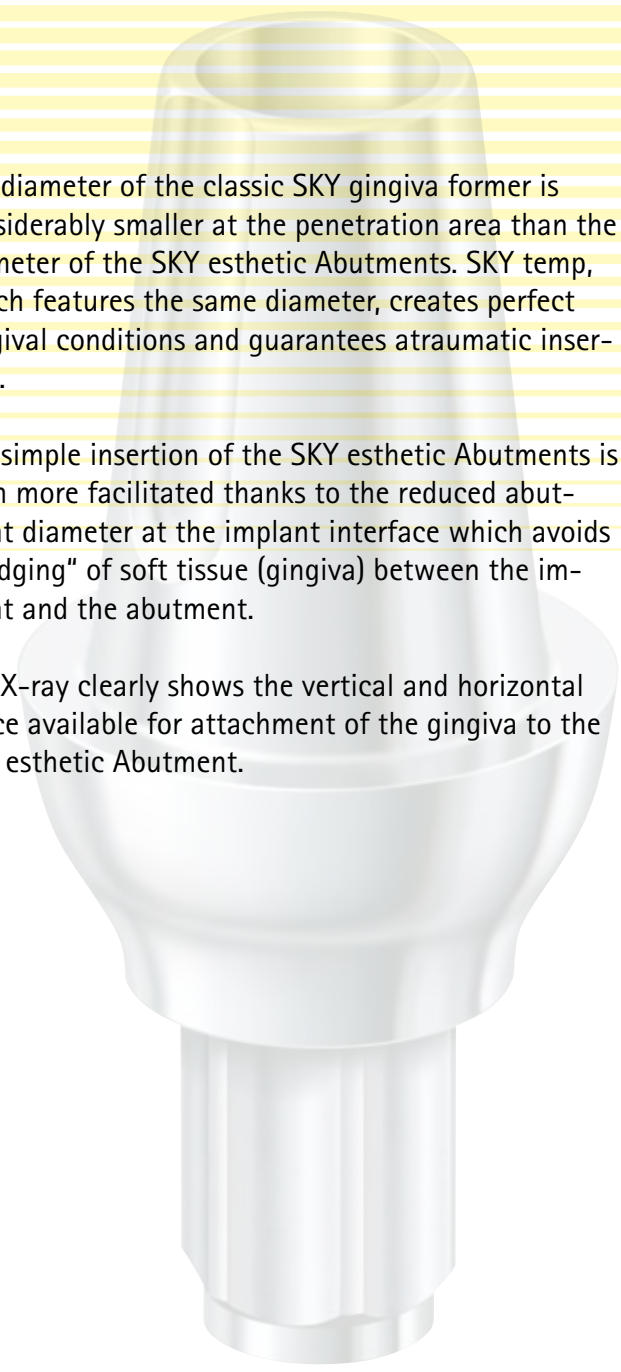 diameter of the classic SKY gingiva former is
siderably smaller at the penetration area than the
meter of the SKY esthetic Abutments. SKY temp,
ch features the same diameter, creates perfect
gival conditions and guarantees atraumatic inser-
.
simple insertion of the SKY esthetic Abutments is
n more facilitated thanks to the reduced abut-
t diameter at the implant interface which avoids
dging“ of soft tissue (gingiva) between the im-
t and the abutment.
X-ray clearly shows the vertical and horizontal
ce available for attachment of the gingiva to the
esthetic Abutment.